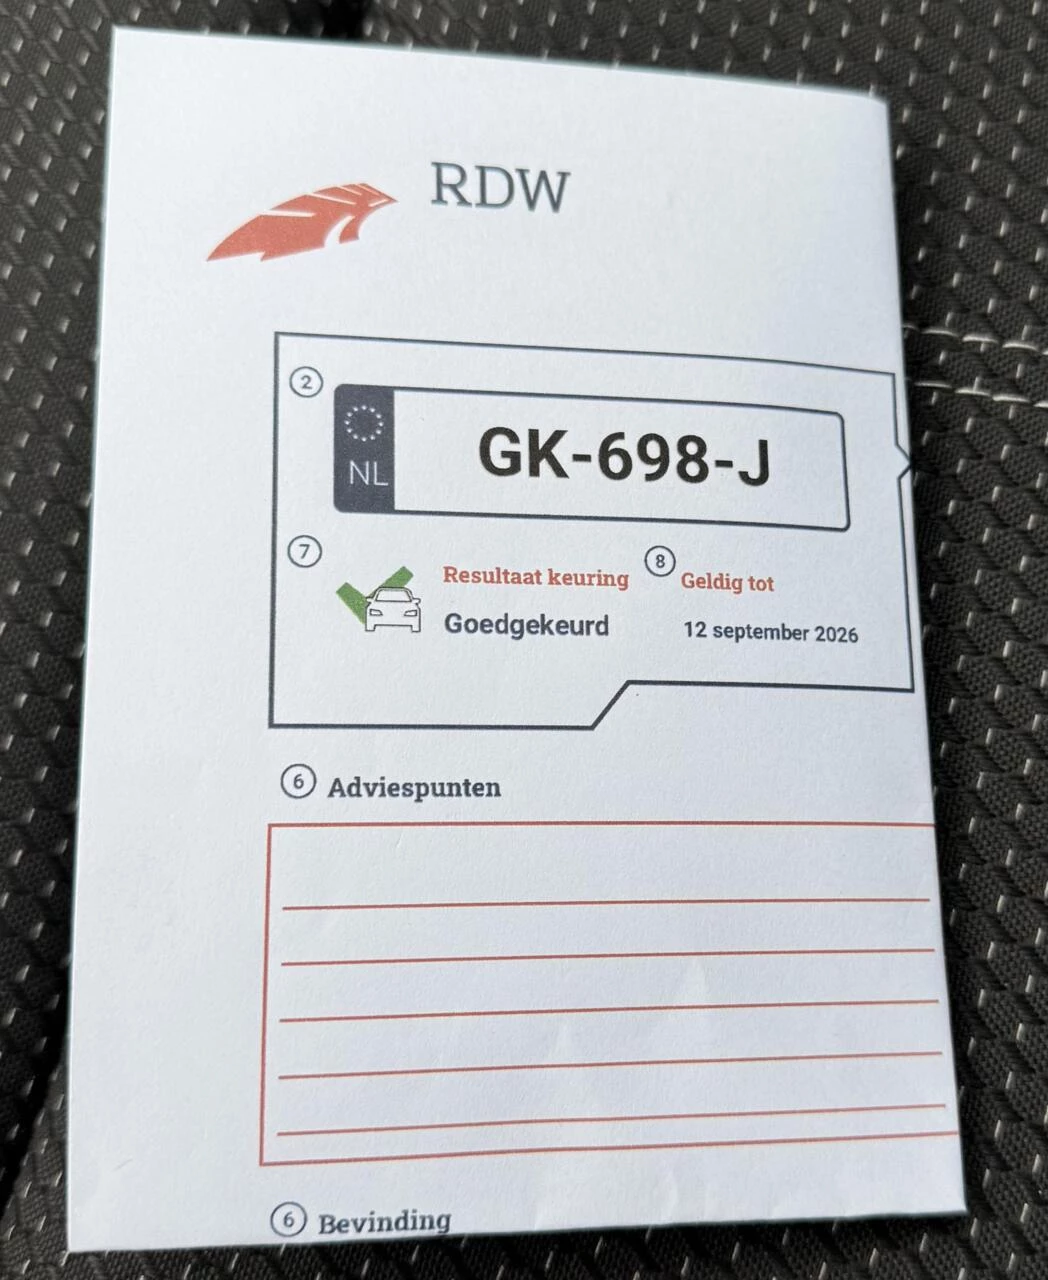 RDW
2
NL
GK-698-J
7
Resultaat keuring
8
Geldig tot
Goedgekeurd
12 september 2026
6 Adviespunten
6 Bevinding